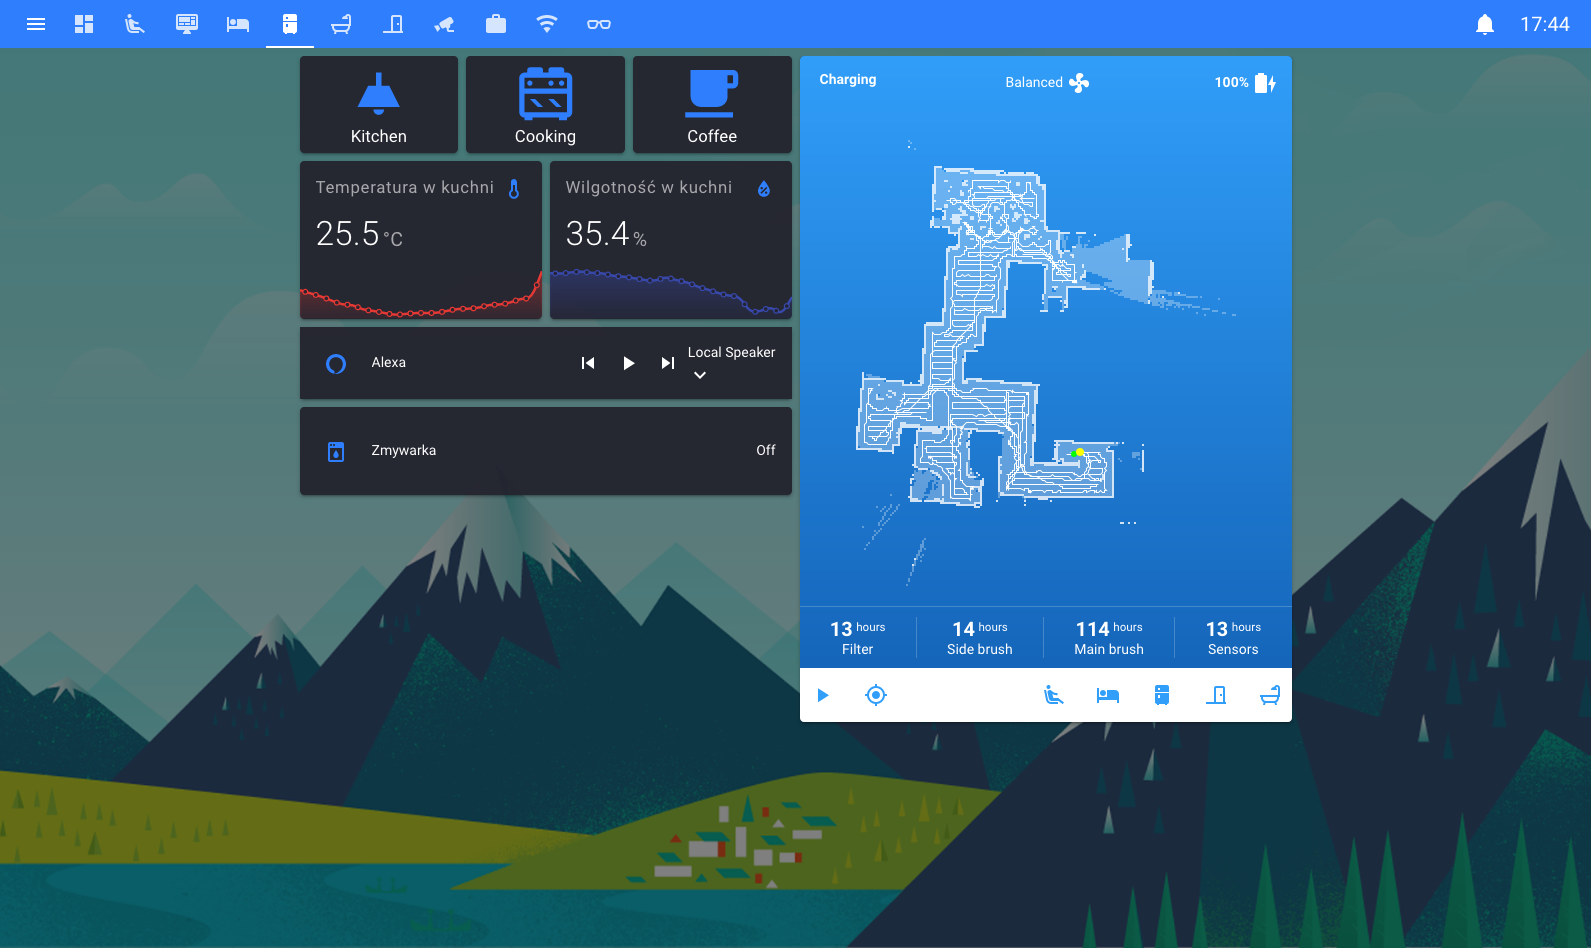 17:44
Kitchen
Cooking
Coffee
Temperatura w kuchni
25.5 °C
Wilgotność w kuchni
35.4 %
Alexa
Local Speaker
Zmywarka
Off
Charging
Balanced
100%
13 hours
Filter
14 hours
Side brush
114 hours
Main brush
13 hours
Sensors